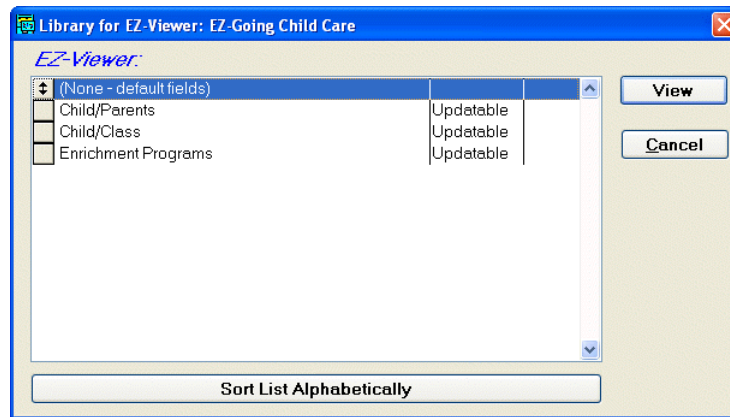 Library for EZ-Viewer: EZ-Going Child Care
EZ-Viewer:
(None - default fields)
Child/Parents Updatable
Child/Class Updatable
Enrichment Programs Updatable
View
Cancel
Sort List Alphabetically